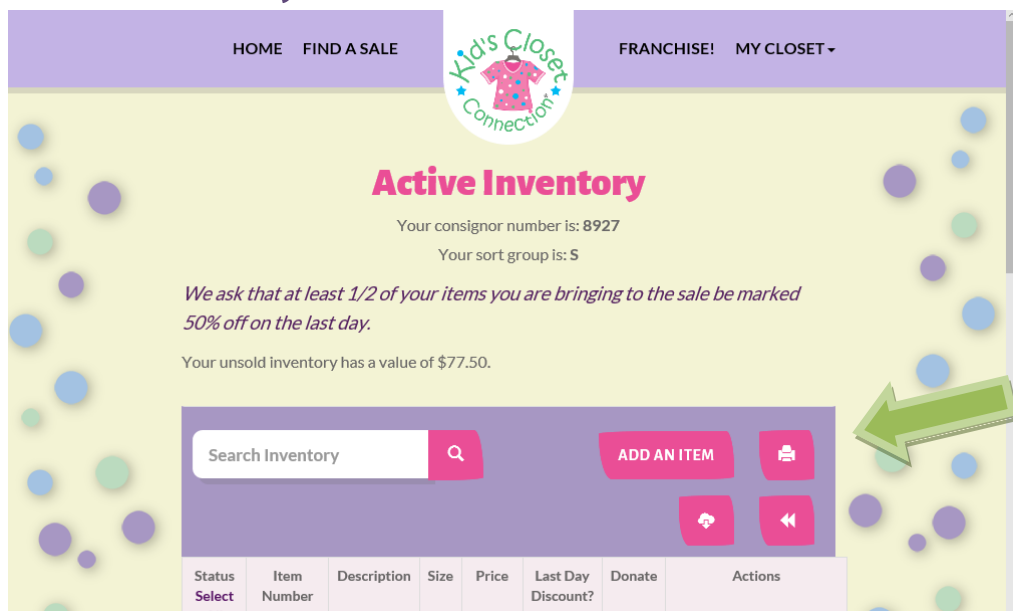 HOME FIND A SALE FRANCHISE! MY CLOSET
Kid's Closet
Connection
Active Inventory
Your consignor number is: 8927
Your sort group is: S
We ask that at least 1/2 of your items you are bringing to the sale be marked
50% off on the last day.
Your unsold inventory has a value of $77.50.
Search Inventory
ADD AN ITEM
Status Item Description Size Price Last Day Donate Actions
Select Number Discount?